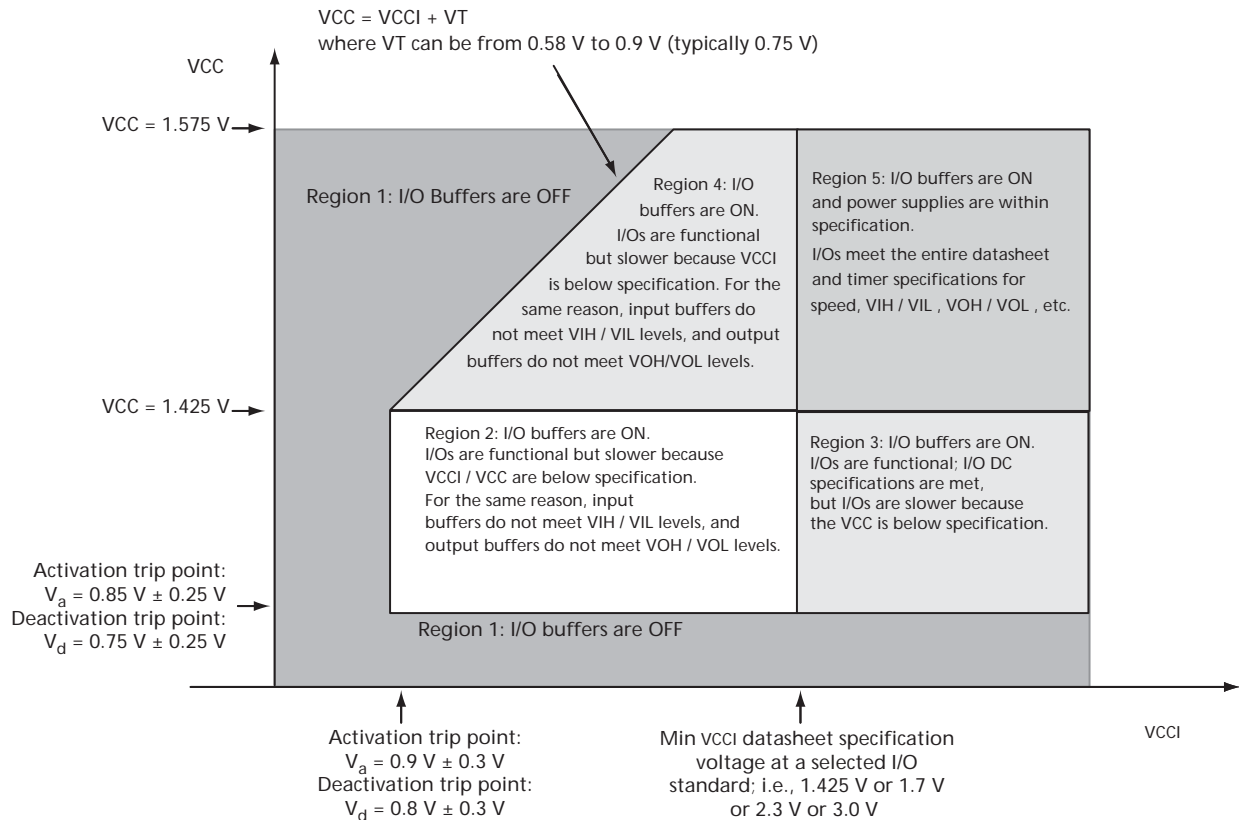 VCC = VCCI + VT
where VT can be from 0.58 V to 0.9 V (typically 0.75 V)
VCC
VCC = 1.575 V
Region 1: I/O Buffers are OFF
Region 4: I/O
buffers are ON.
I/Os are functional
but slower because VCCI
is below specification. For the
same reason, input buffers do
not meet VIH / VIL levels, and output
buffers do not meet VOH/VOL levels.
Region 5: I/O buffers are ON
and power supplies are within
specification.
I/Os meet the entire datasheet
and timer specifications for
speed, VIH / VIL , VOH / VOL , etc.
VCC = 1.425 V
Region 2: I/O buffers are ON.
I/Os are functional but slower because
VCCI / VCC are below specification.
For the same reason, input
buffers do not meet VIH / VIL levels, and
output buffers do not meet VOH / VOL levels.
Region 3: I/O buffers are ON.
I/Os are functional; I/O DC
specifications are met,
but I/Os are slower because
the VCC is below specification.
Activation trip point:
Va = 0.85 V ± 0.25 V
Deactivation trip point:
Vd = 0.75 V ± 0.25 V
Region 1: I/O buffers are OFF
Activation trip point:
Va = 0.9 V ± 0.3 V
Deactivation trip point:
Vd = 0.8 V ± 0.3 V
Min VCCI datasheet specification
voltage at a selected I/O
standard; i.e., 1.425 V or 1.7 V
or 2.3 V or 3.0 V
VCCI